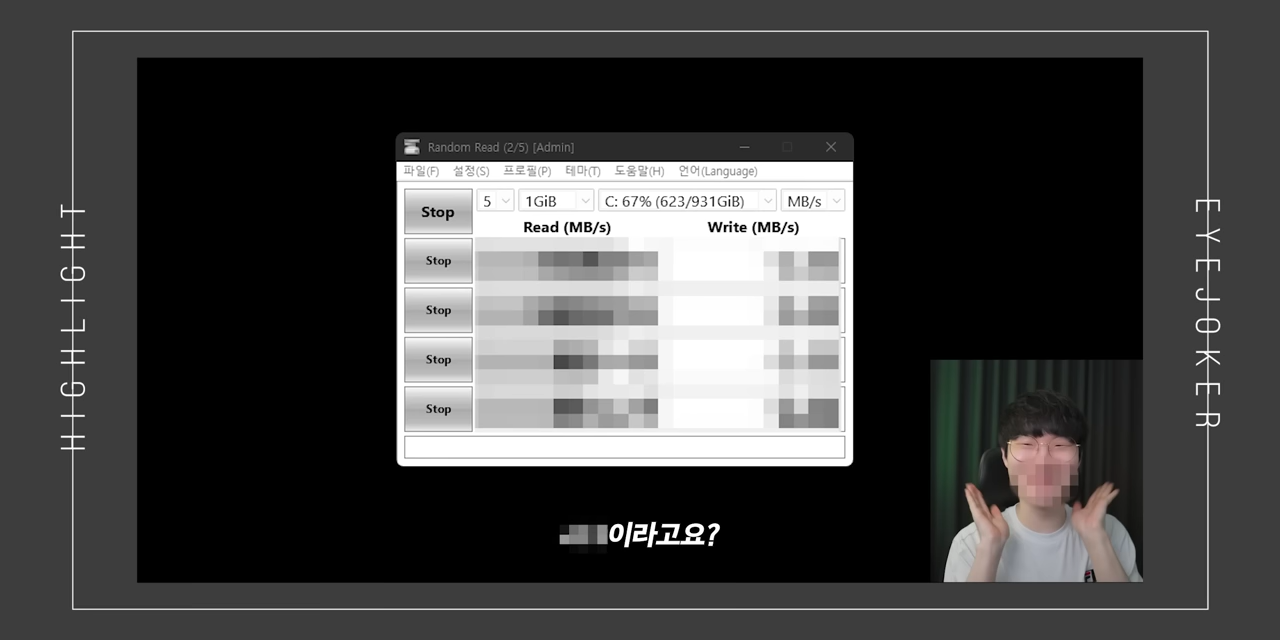 HIGHLIGHT
EYEJOKER
Random Read (2/5) [Admin]
파일(F) 설정(S) 프로필(P) 테마(T) 도움말(H) 언어(Language)
Stop 5 1GiB C: 67% (623/931GiB) MB/s
Read (MB/s) Write (MB/s)
Stop
Stop
Stop
Stop
이라고요?